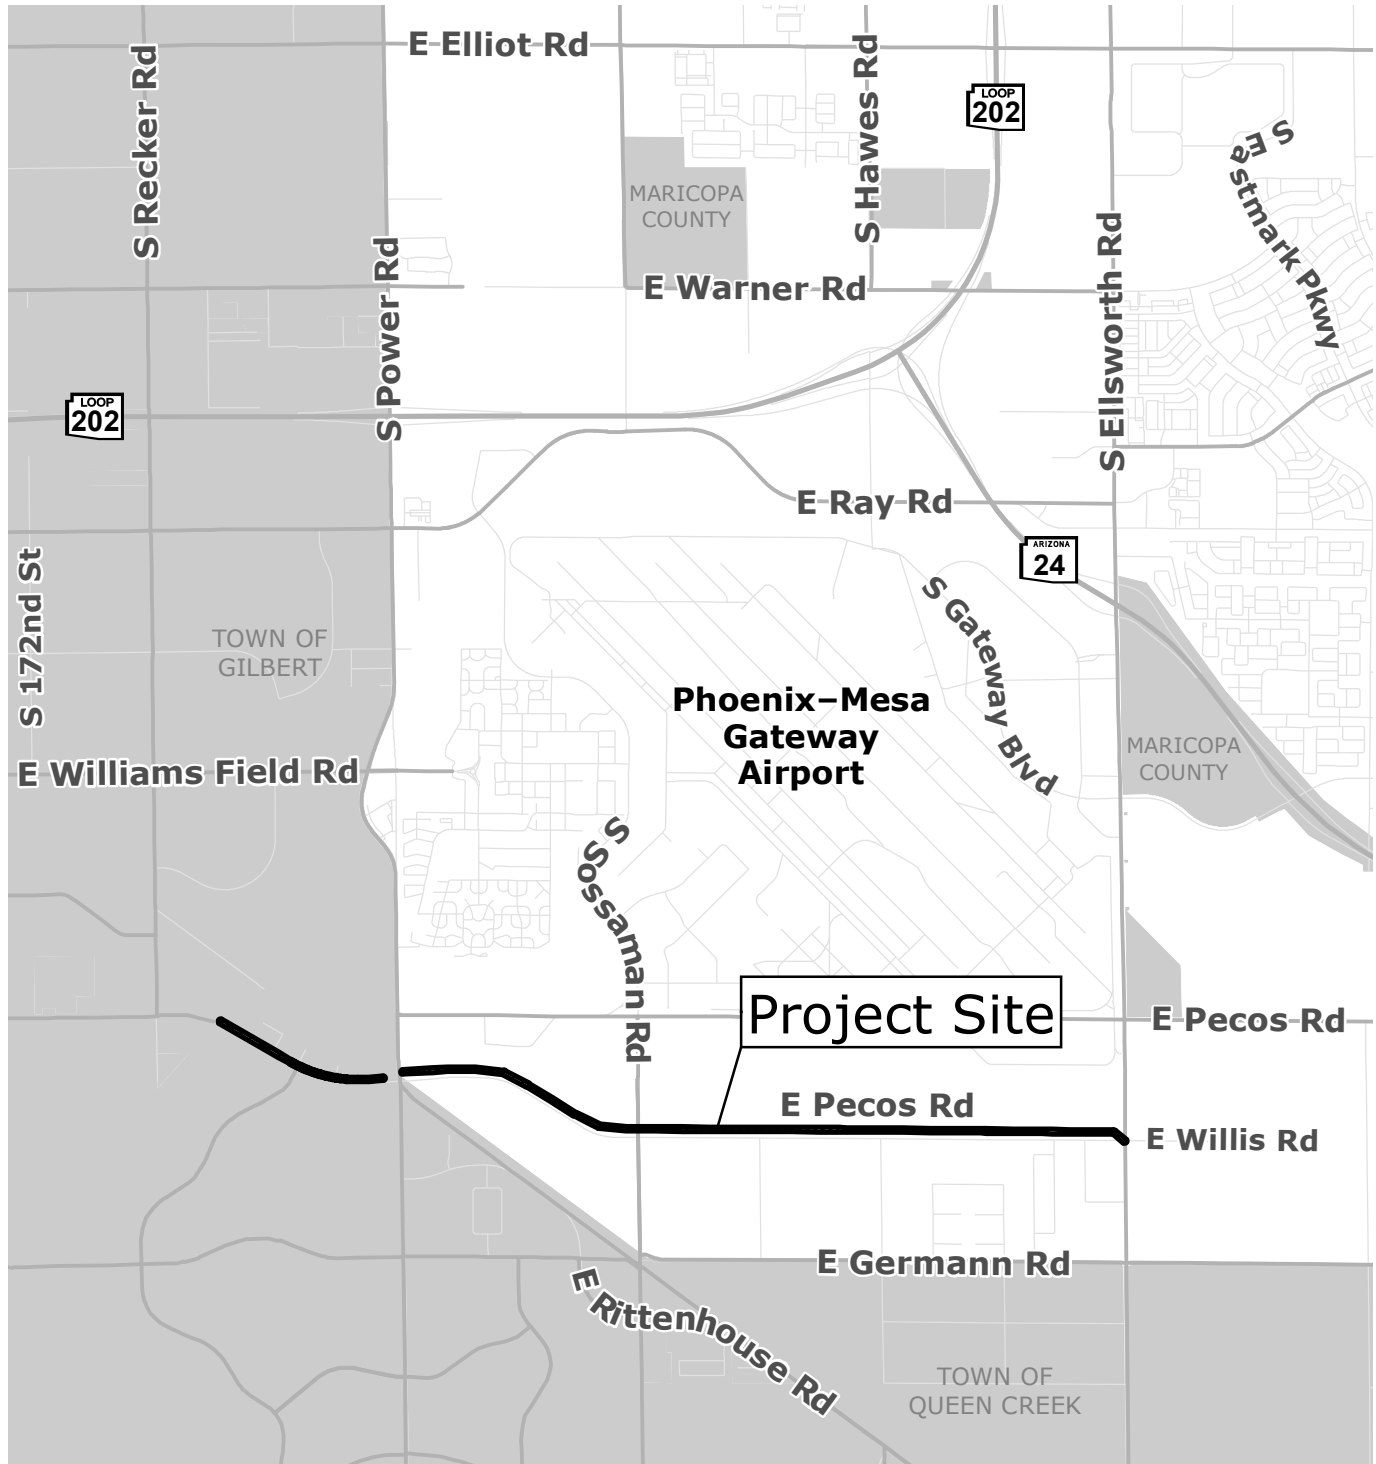 E Elliot Rd
S Recker Rd
S Hawes Rd
LOOP
202
S Eastmark Pkwy
MARICOPA
COUNTY
S Ellsworth Rd
S Power Rd
E Warner Rd
LOOP
202
E Ray Rd
ARIZONA
24
S 172nd St
S Gateway Blvd
TOWN OF
GILBERT
Phoenix–Mesa
Gateway
Airport
MARICOPA
COUNTY
E Williams Field Rd
S Sossaman Rd
Project Site
E Pecos Rd
E Pecos Rd
E Willis Rd
E Germann Rd
E Rittenhouse Rd
TOWN OF
QUEEN CREEK